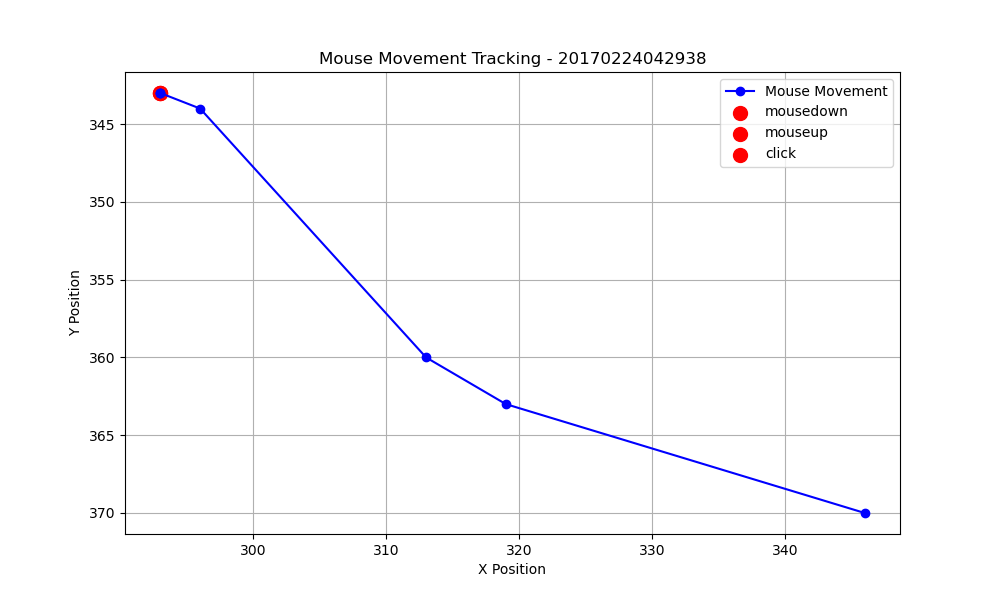 Mouse Movement Tracking - 20170224042938
Mouse Movement
mousedown
mouseup
click
345
350
355
360
365
370
Y Position
300
310
320
330
340
X Position